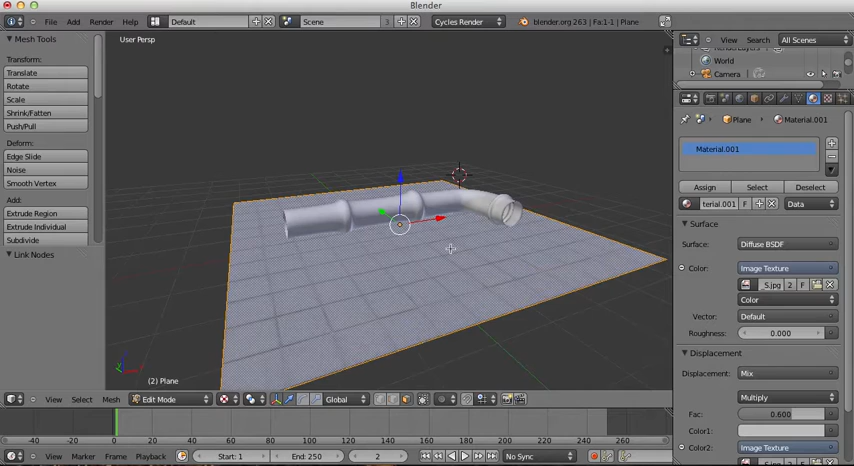 Blender
File Add Render Help Default Scene 3 Cycles Render blender.org 263 | Fa:1-1 | Plane
Mesh Tools
Transform:
Translate
Rotate
Scale
Shrink/Fatten
Push/Pull
Deform:
Edge Slide
Noise
Smooth Vertex
Add:
Extrude Region
Extrude Individual
Subdivide
Link Nodes
User Persp
(2) Plane
View Select Mesh Edit Mode Global
-40 -20 0 20 40 60 80 100 120 140 160 180 200 220 240 260
View Marker Frame Playback Start: 1 End: 250 2 No Sync
View Search All Scenes
World
Camera
Plane Material.001
Material.001
Assign Select Deselect
terial.001 F Data
Surface
Surface: Diffuse BSDF
Color: Image Texture
_S.jpg 2 F
Color
Vector: Default
Roughness: 0.000
Displacement
Displacement: Mix
Multiply
Fac: 0.600
Color1:
Color2: Image Texture